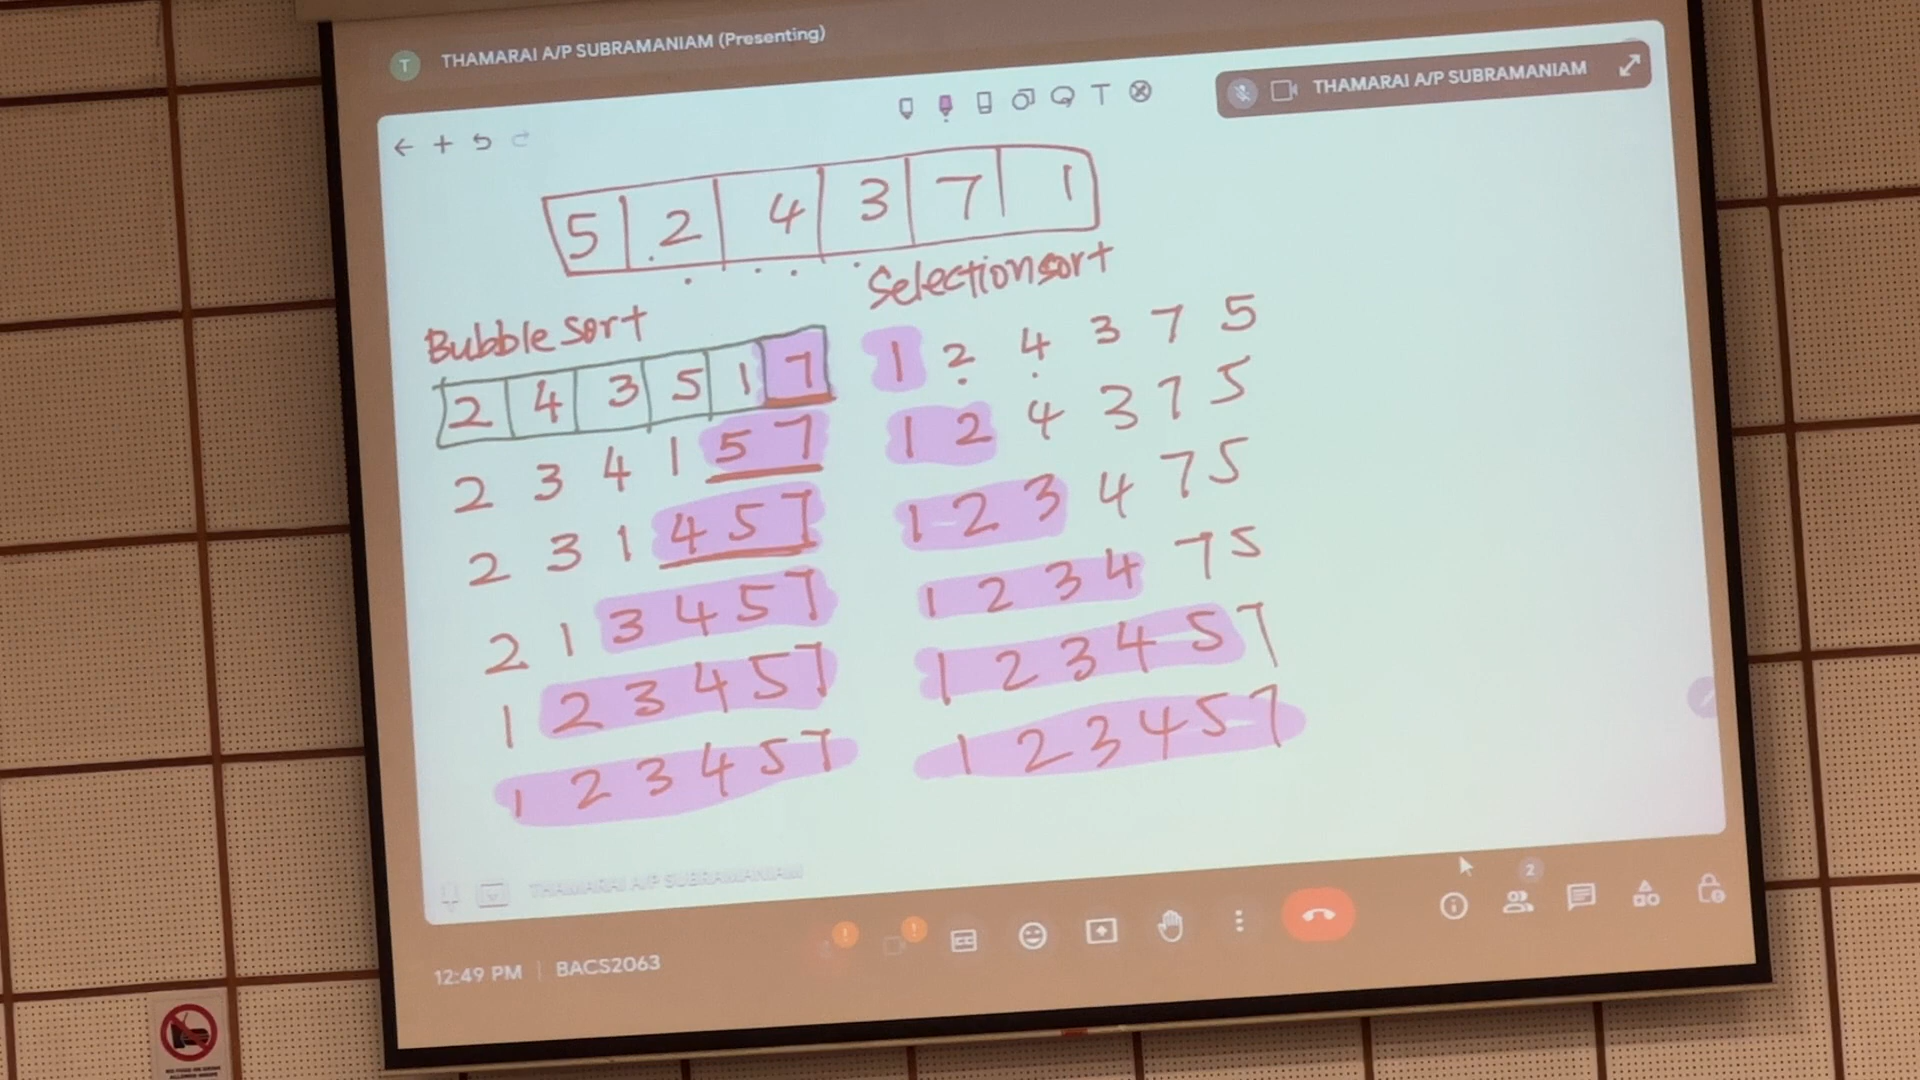 T THAMARAI A/P SUBRAMANIAM (Presenting)
THAMARAI A/P SUBRAMANIAM
T
5 2 4 3 7 1
Bubble sort
2 4 3 5 1 7
2 3 4 1 5 7
2 3 1 4 5 7
2 1 3 4 5 7
1 2 3 4 5 7
1 2 3 4 5 7
Selection sort
1 2 4 3 7 5
1 2 4 3 7 5
1 2 3 4 7 5
1 2 3 4 7 5
1 2 3 4 5 7
1 2 3 4 5 7
THAMARAI A/P SUBRAMANIAM
2
12:49 PM | BACS2063